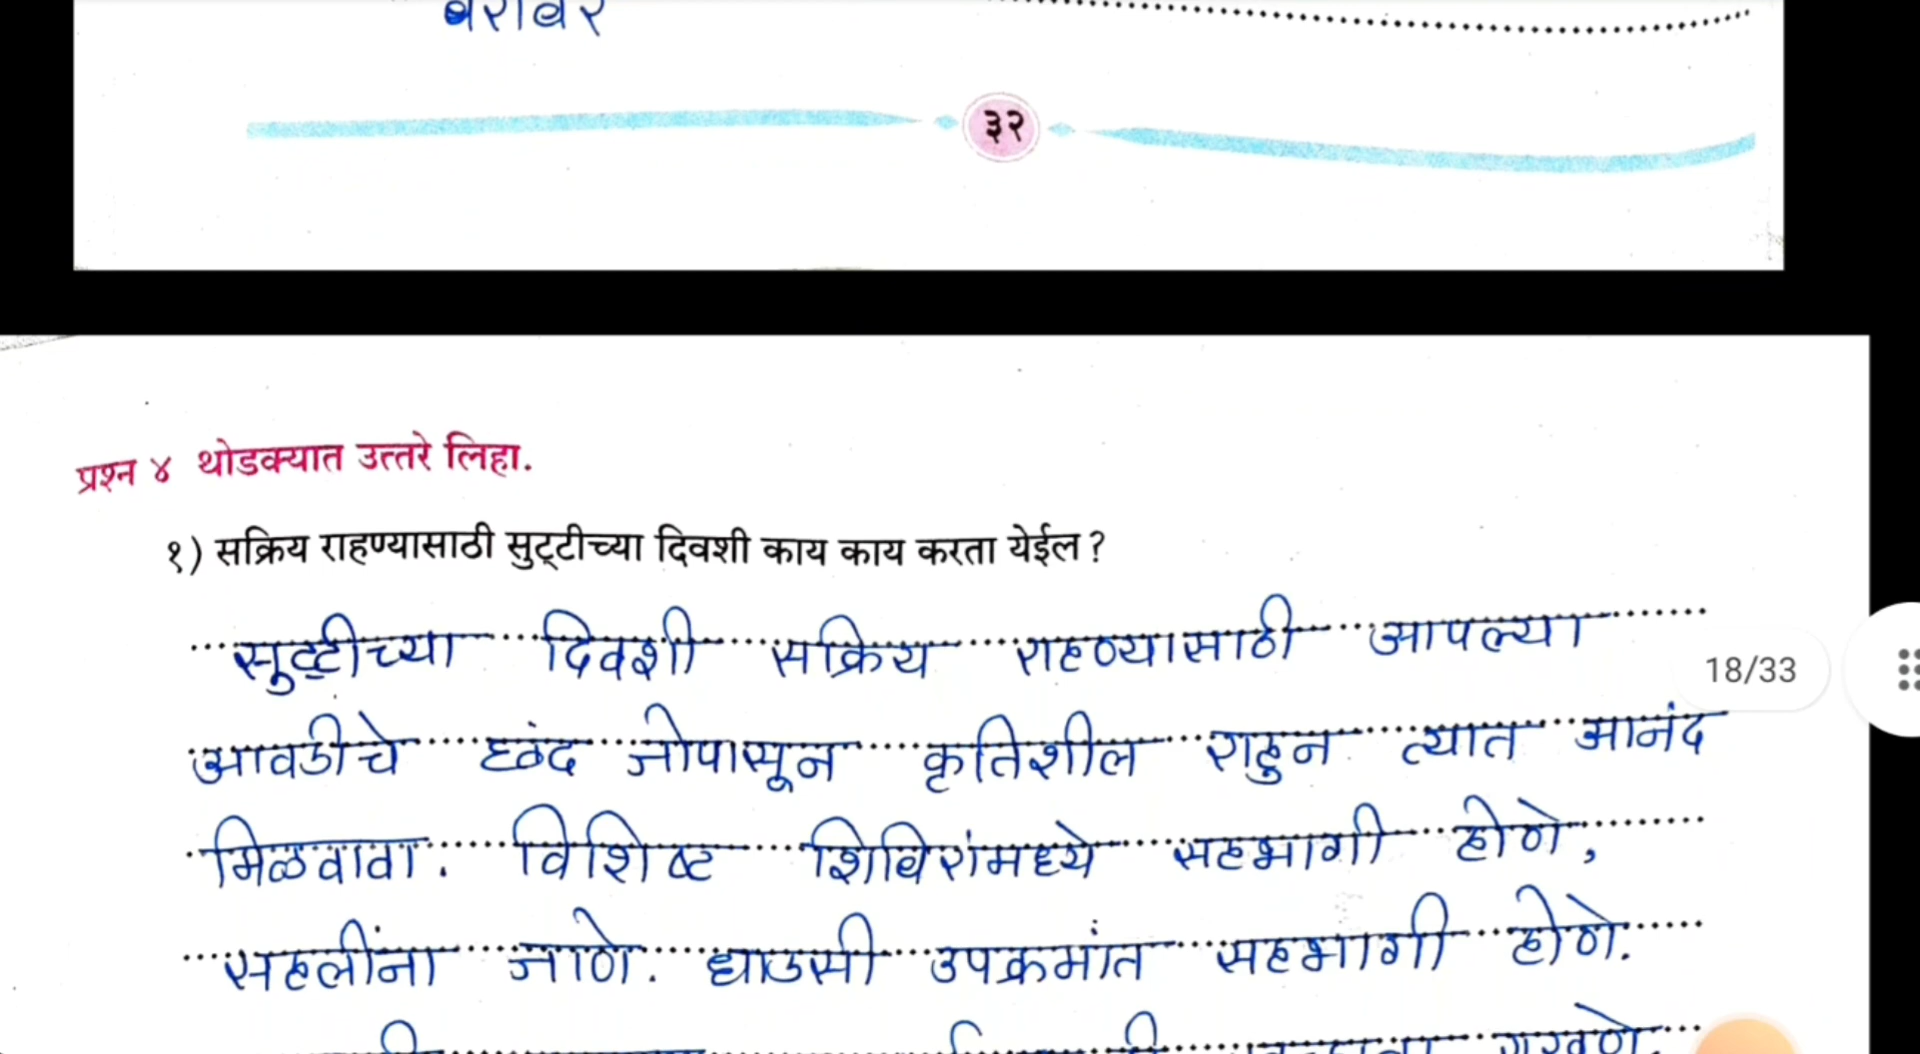 बराबर
३२
प्रश्न ४ थोडक्यात उत्तरे लिहा.
१) सक्रिय राहण्यासाठी सुट्टीच्या दिवशी काय काय करता येईल ?
सुट्टीच्या दिवशी सक्रिय राहण्यासाठी आपल्या
18/33
आवडीचे छंद जोपासून कृतिशील राहुन त्यात आनंद
मिळवावा. विशिष्ट शिबिरांमध्ये सहभागी होणे,
सहलींना जाणे. धाडसी उपक्रमांत सहभागी होणे.